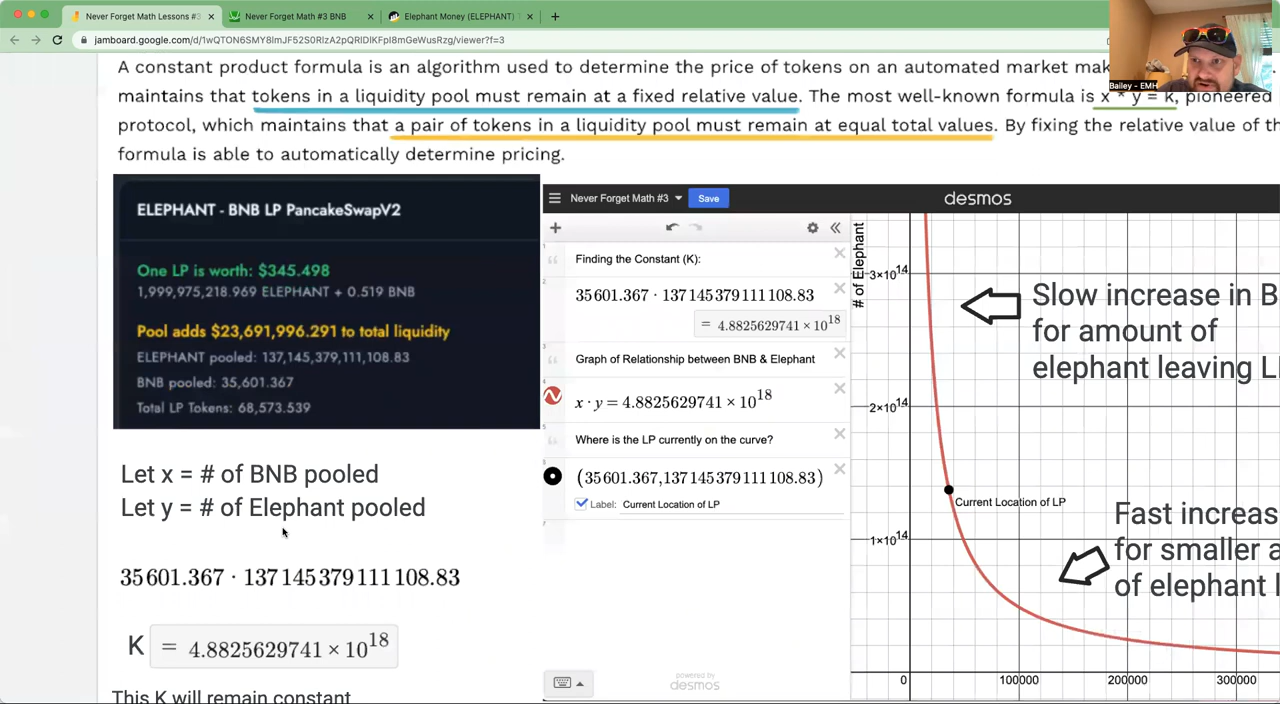 Never Forget Math Lessons #3
Never Forget Math #3 BNB
Elephant Money (ELEPHANT)
jamboard.google.com/d/1wQTON6SMY8lmJF52S0RlzA2pQRlDlKFpl8mGeWusRzg/viewer?f=3
Bailey - EMH
A constant product formula is an algorithm used to determine the price of tokens on an automated market mak
maintains that tokens in a liquidity pool must remain at a fixed relative value. The most well-known formula is x * y = k, pioneered
protocol, which maintains that a pair of tokens in a liquidity pool must remain at equal total values. By fixing the relative value of th
formula is able to automatically determine pricing.
ELEPHANT - BNB LP PancakeSwapV2
One LP is worth: $345.498
1,999,975,218.969 ELEPHANT + 0.519 BNB
Pool adds $23,691,996.291 to total liquidity
ELEPHANT pooled: 137,145,379,111,108.83
BNB pooled: 35,601.367
Total LP Tokens: 68,573.539
Let x = # of BNB pooled
Let y = # of Elephant pooled
35601.367 · 137145379111108.83
K = 4.8825629741 × 10^18
This K will remain constant
Never Forget Math #3
Save
desmos
1
Finding the Constant (K):
2
35601.367 · 137145379111108.83
= 4.8825629741 × 10^18
3
Graph of Relationship between BNB & Elephant
4
x · y = 4.8825629741 × 10^18
5
Where is the LP currently on the curve?
6
(35601.367,137145379111108.83)
Label: Current Location of LP
7
powered by
desmos
# of Elephant
3×10^14
2×10^14
1×10^14
0
100000
200000
300000
Slow increase in B
for amount of
elephant leaving L
Current Location of LP
Fast increas
for smaller a
of elephant l